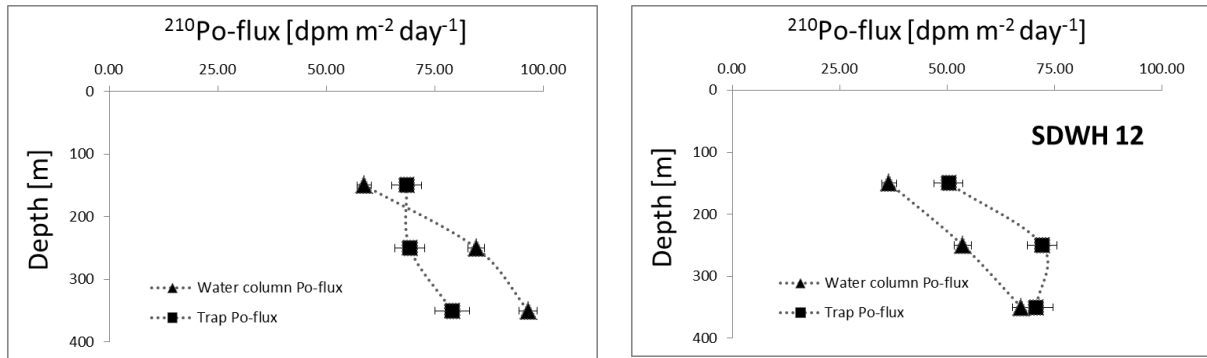 ²¹⁰Po-flux [dpm m⁻² day⁻¹]
0.00 25.00 50.00 75.00 100.00
0
100
200
300
400
Depth [m]
Water column Po-flux
Trap Po-flux
²¹⁰Po-flux [dpm m⁻² day⁻¹]
0.00 25.00 50.00 75.00 100.00
0
100
200
300
400
Depth [m]
SDWH 12
Water column Po-flux
Trap Po-flux